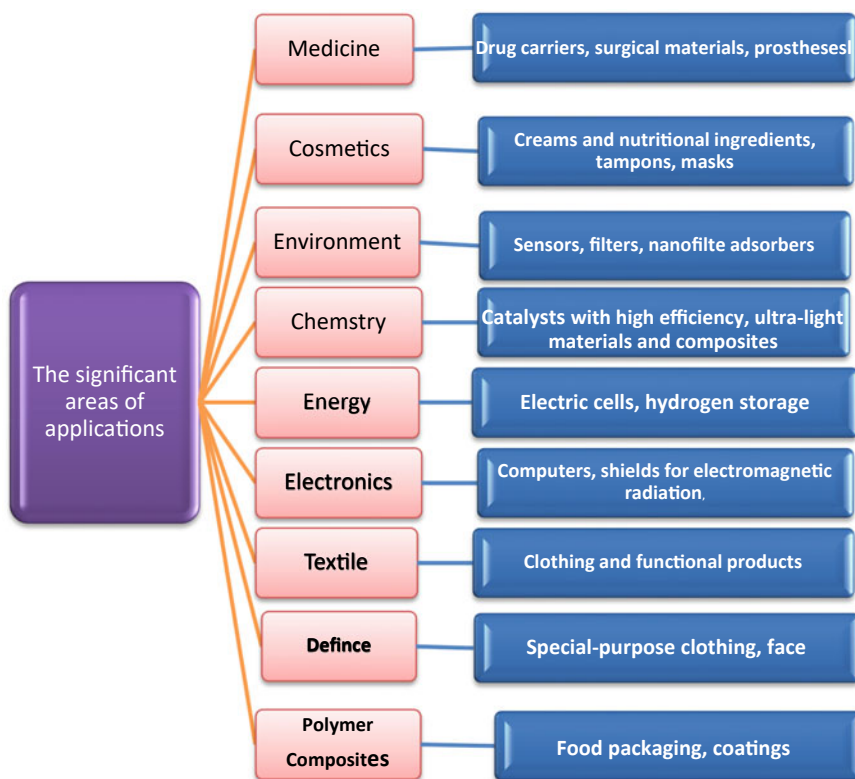 The significant
areas of
applications
Medicine
Drug carriers, surgical materials, prosthesesl
Cosmetics
Creams and nutritional ingredients,
tampons, masks
Environment
Sensors, filters, nanofilte adsorbers
Chemstry
Catalysts with high efficiency, ultra-light
materials and composites
Energy
Electric cells, hydrogen storage
Electronics
Computers, shields for electromagnetic
radiation,
Textile
Clothing and functional products
Defince
Special-purpose clothing, face
Polymer
Composites
Food packaging, coatings